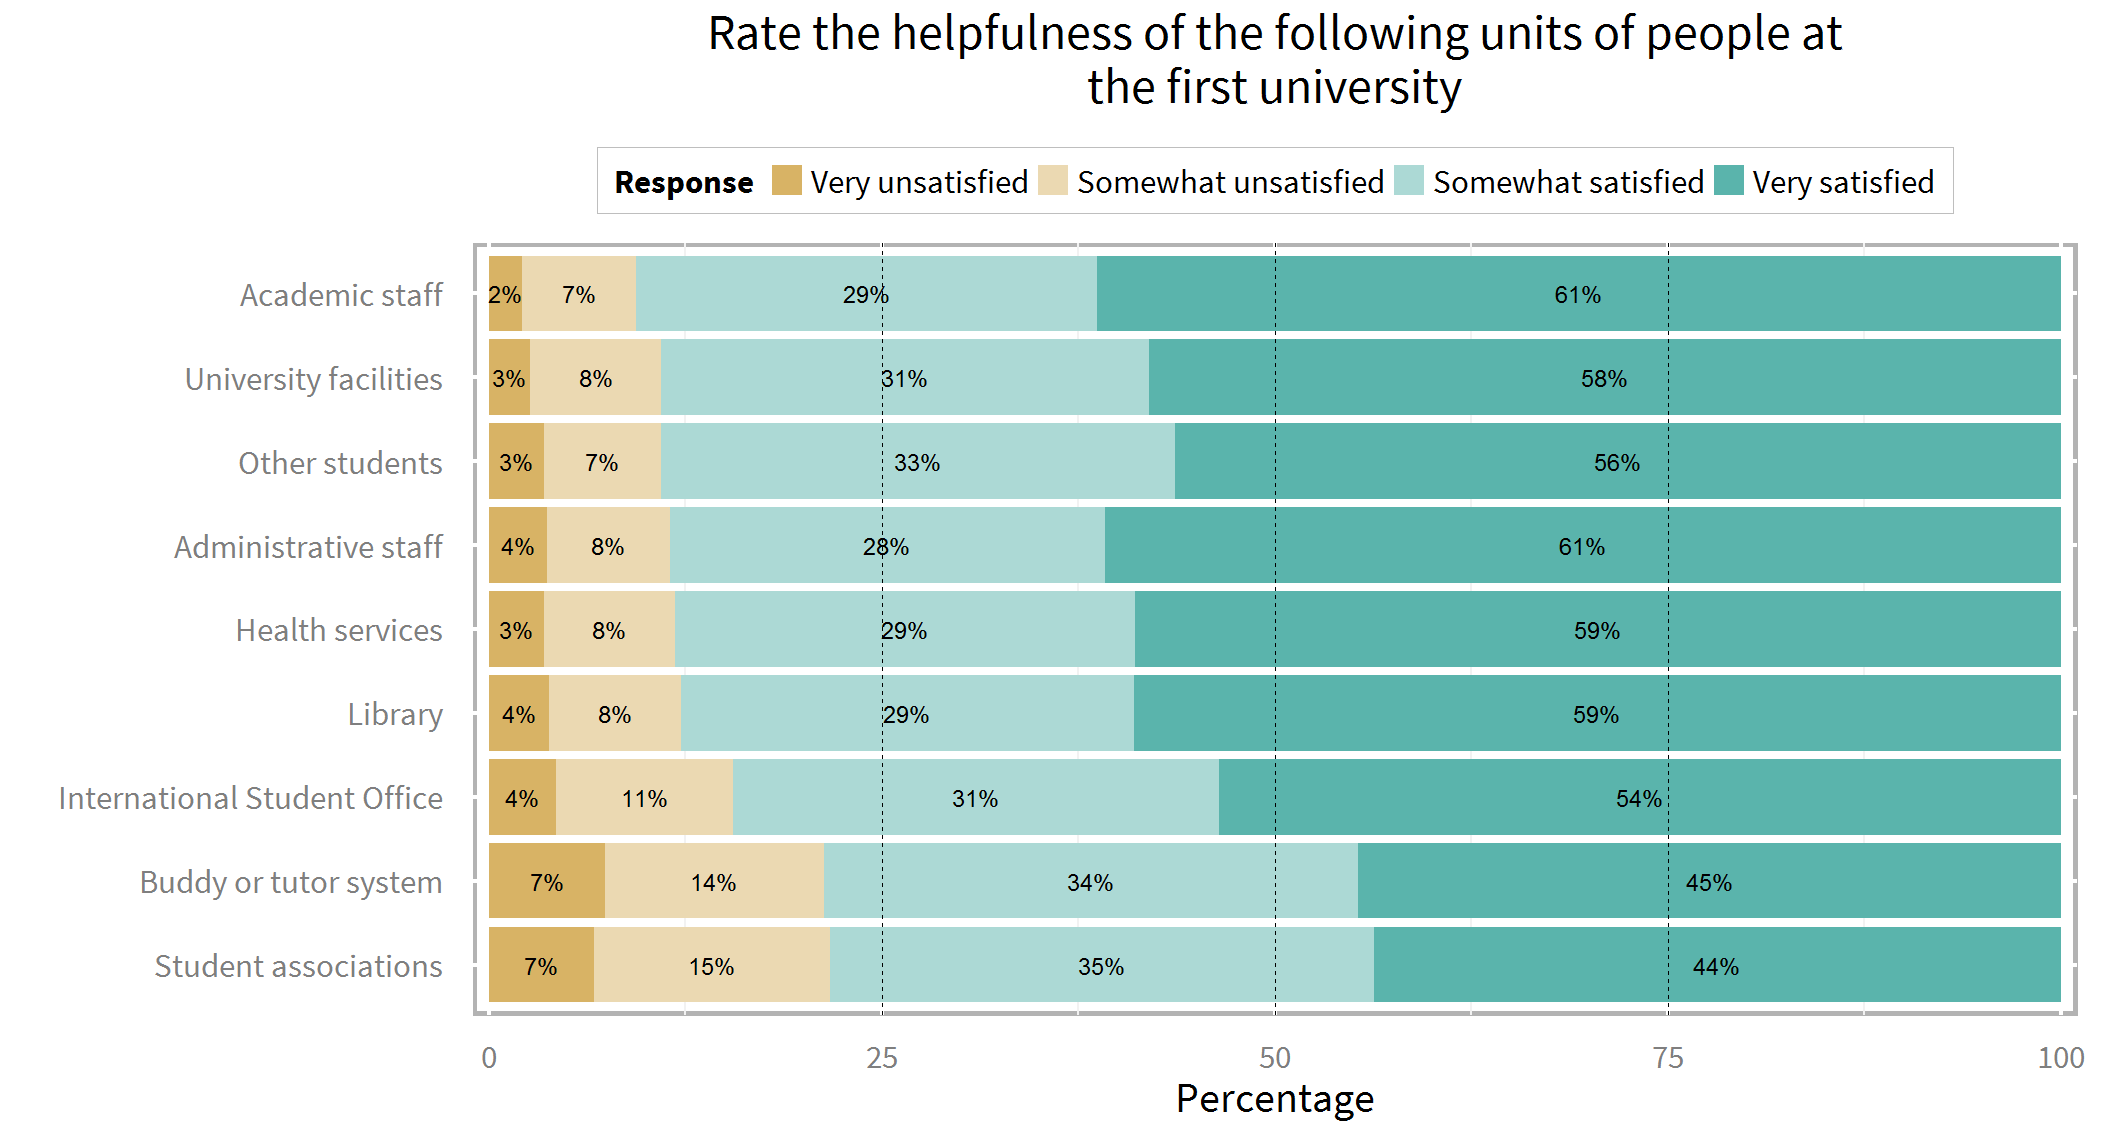 Rate the helpfulness of the following units of people at
the first university
Response Very unsatisfied Somewhat unsatisfied Somewhat satisfied Very satisfied
Academic staff 2% 7% 29% 61%
University facilities 3% 8% 31% 58%
Other students 3% 7% 33% 56%
Administrative staff 4% 8% 28% 61%
Health services 3% 8% 29% 59%
Library 4% 8% 29% 59%
International Student Office 4% 11% 31% 54%
Buddy or tutor system 7% 14% 34% 45%
Student associations 7% 15% 35% 44%
0 25 50 75 100
Percentage